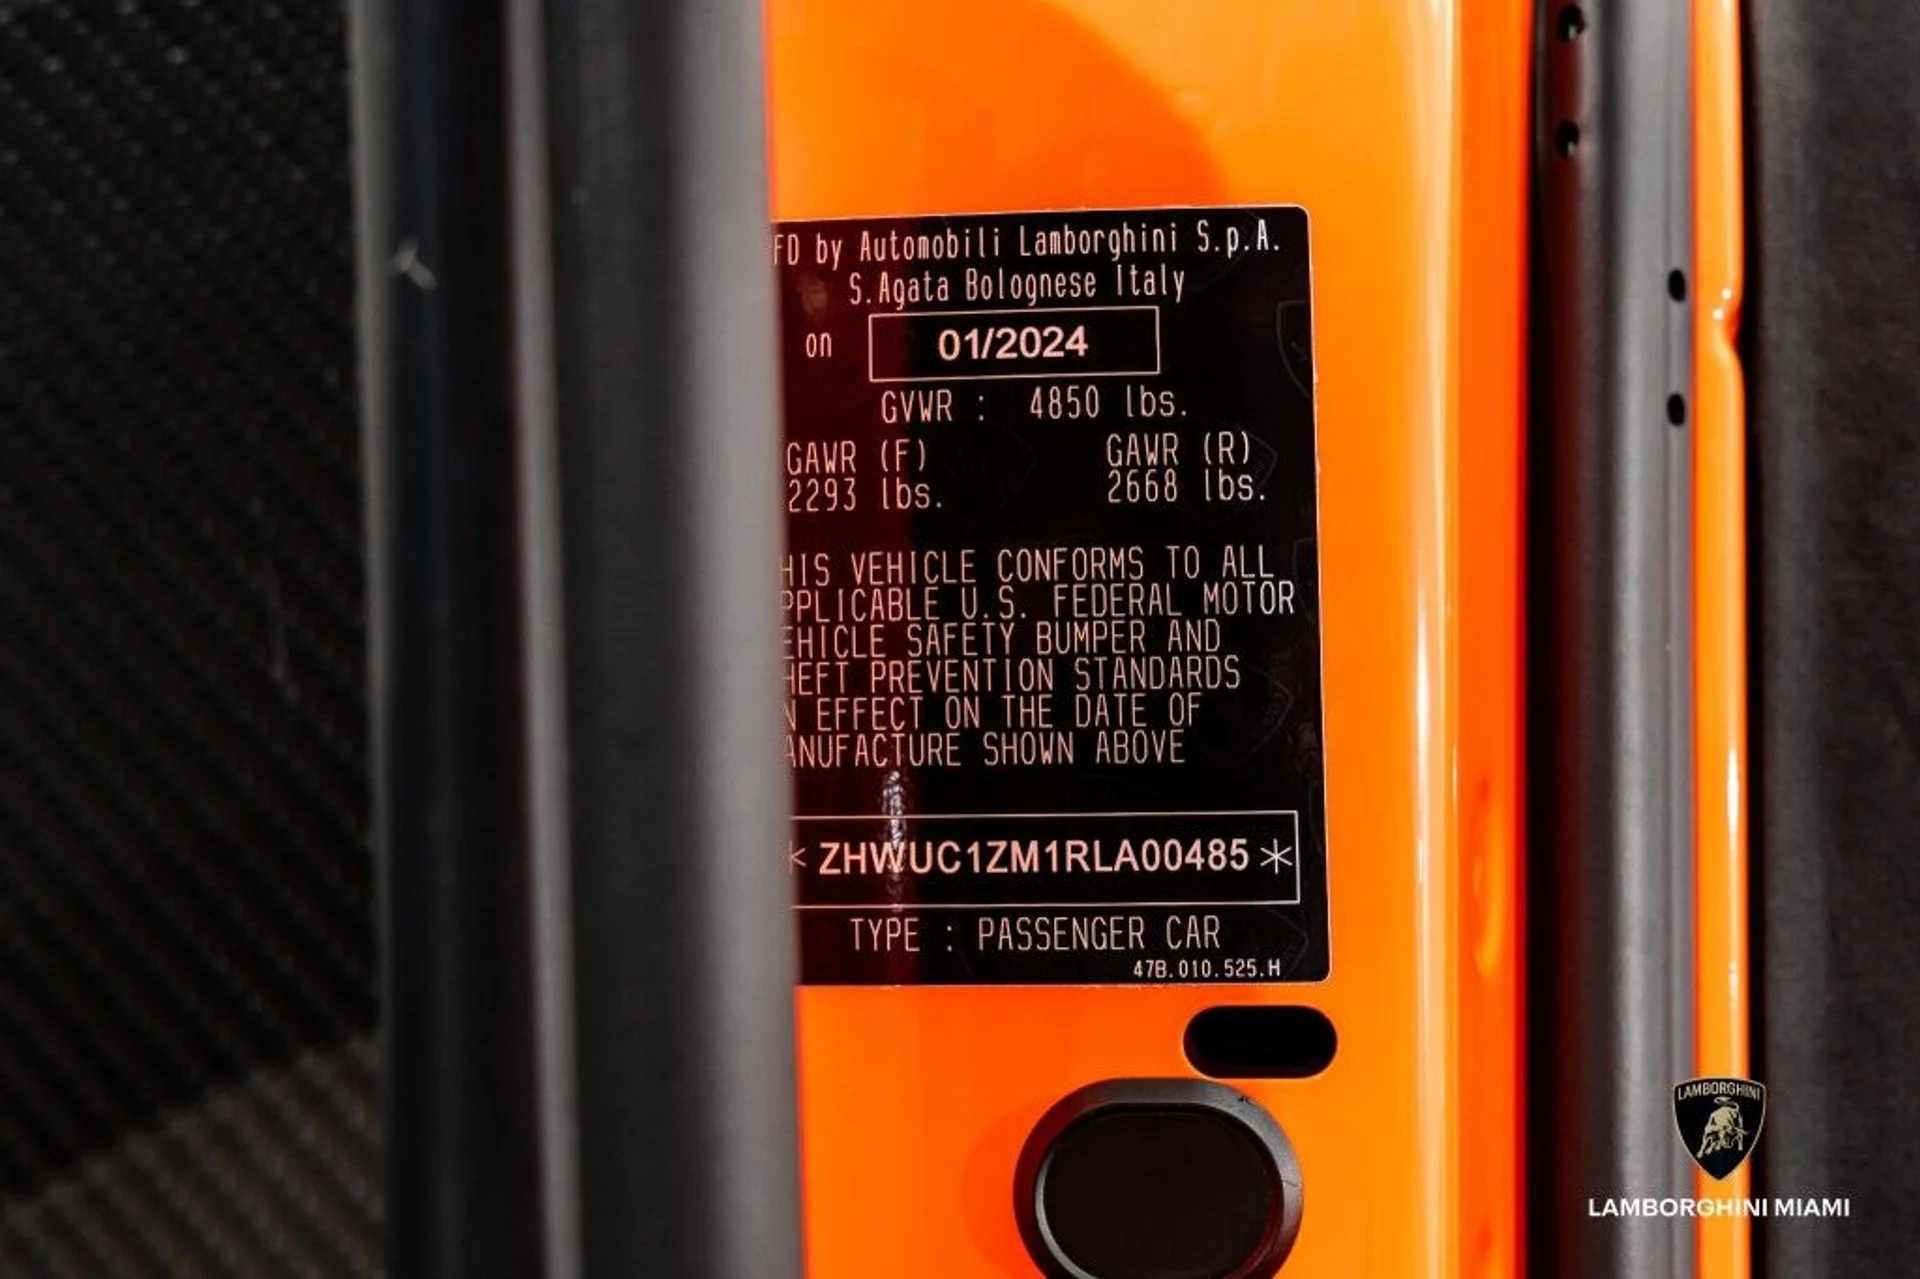 FD by Automobili Lamborghini S.p.A.
S.Agata Bolognese Italy
on 01/2024
GVWR : 4850 lbs.
GAWR (F) GAWR (R)
2293 lbs. 2668 lbs.
HIS VEHICLE CONFORMS TO ALL
PPLICABLE U.S. FEDERAL MOTOR
EHICLE SAFETY BUMPER AND
HEFT PREVENTION STANDARDS
N EFFECT ON THE DATE OF
ANUFACTURE SHOWN ABOVE
* ZHWUC1ZM1RLA00485 *
TYPE : PASSENGER CAR
47B.010.525.H
LAMBORGHINI
LAMBORGHINI MIAMI